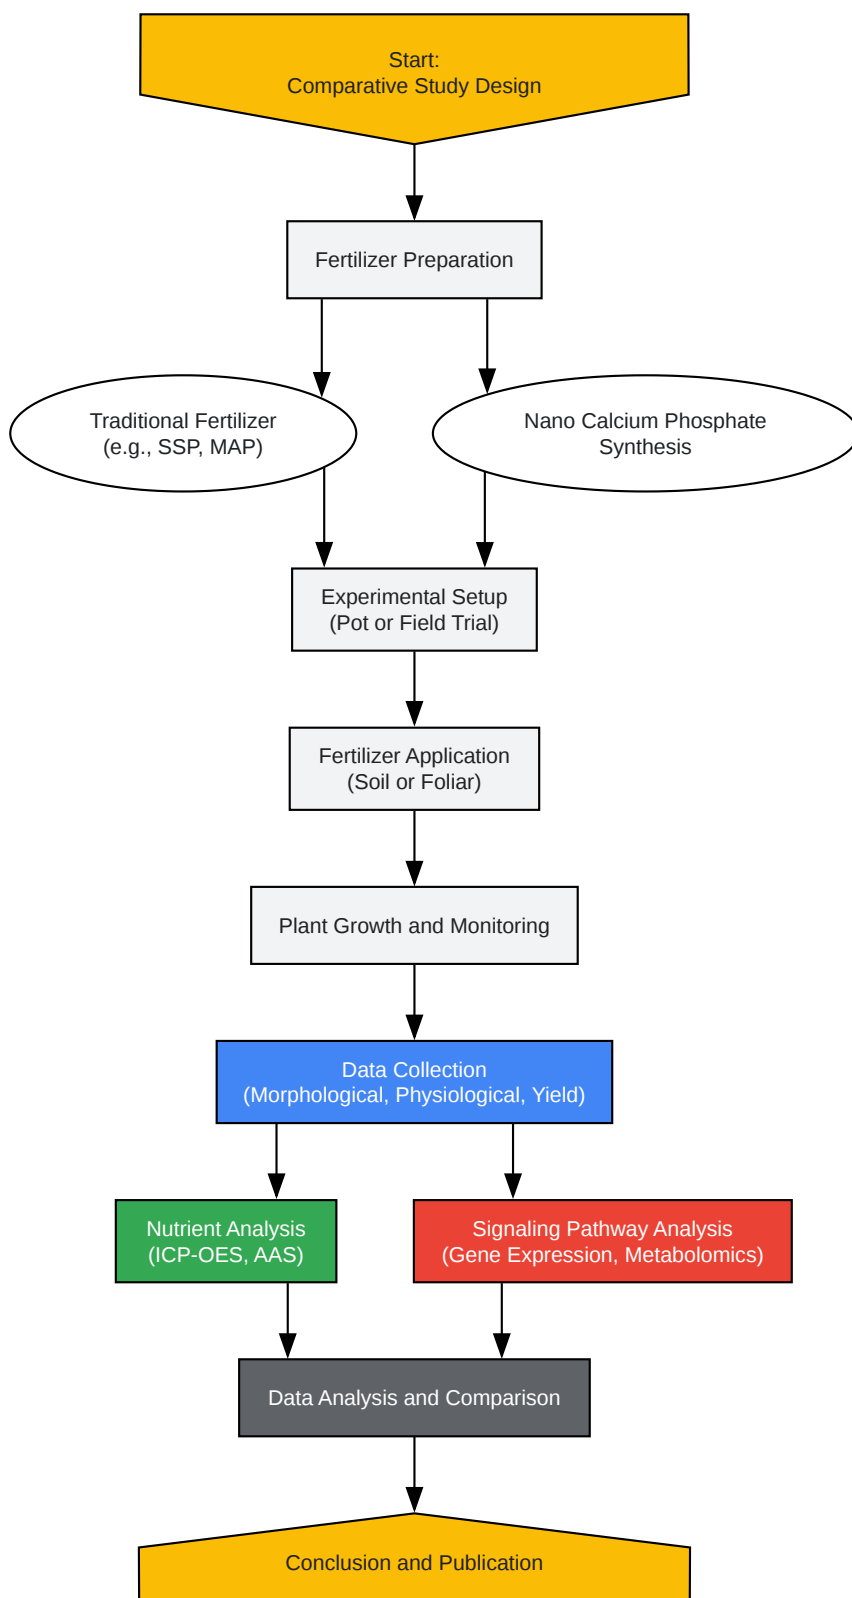 Start:
Comparative Study Design
Fertilizer Preparation
Traditional Fertilizer
(e.g., SSP, MAP)
Nano Calcium Phosphate
Synthesis
Experimental Setup
(Pot or Field Trial)
Fertilizer Application
(Soil or Foliar)
Plant Growth and Monitoring
Data Collection
(Morphological, Physiological, Yield)
Nutrient Analysis
(ICP-OES, AAS)
Signaling Pathway Analysis
(Gene Expression, Metabolomics)
Data Analysis and Comparison
Conclusion and Publication